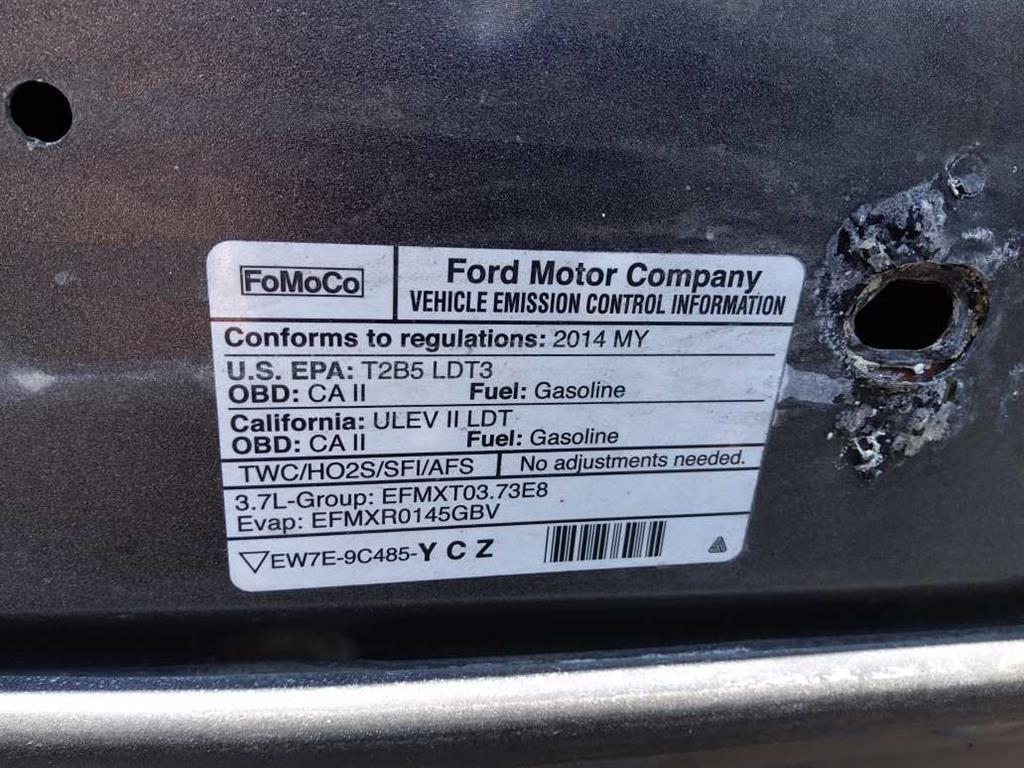 FoMoCo
Ford Motor Company
VEHICLE EMISSION CONTROL INFORMATION
Conforms to regulations: 2014 MY
U.S. EPA: T2B5 LDT3
OBD: CA II Fuel: Gasoline
California: ULEV II LDT
OBD: CA II Fuel: Gasoline
TWC/HO2S/SFI/AFS No adjustments needed.
3.7L-Group: EFMXT03.73E8
Evap: EFMXR0145GBV
EW7E-9C485-Y C Z